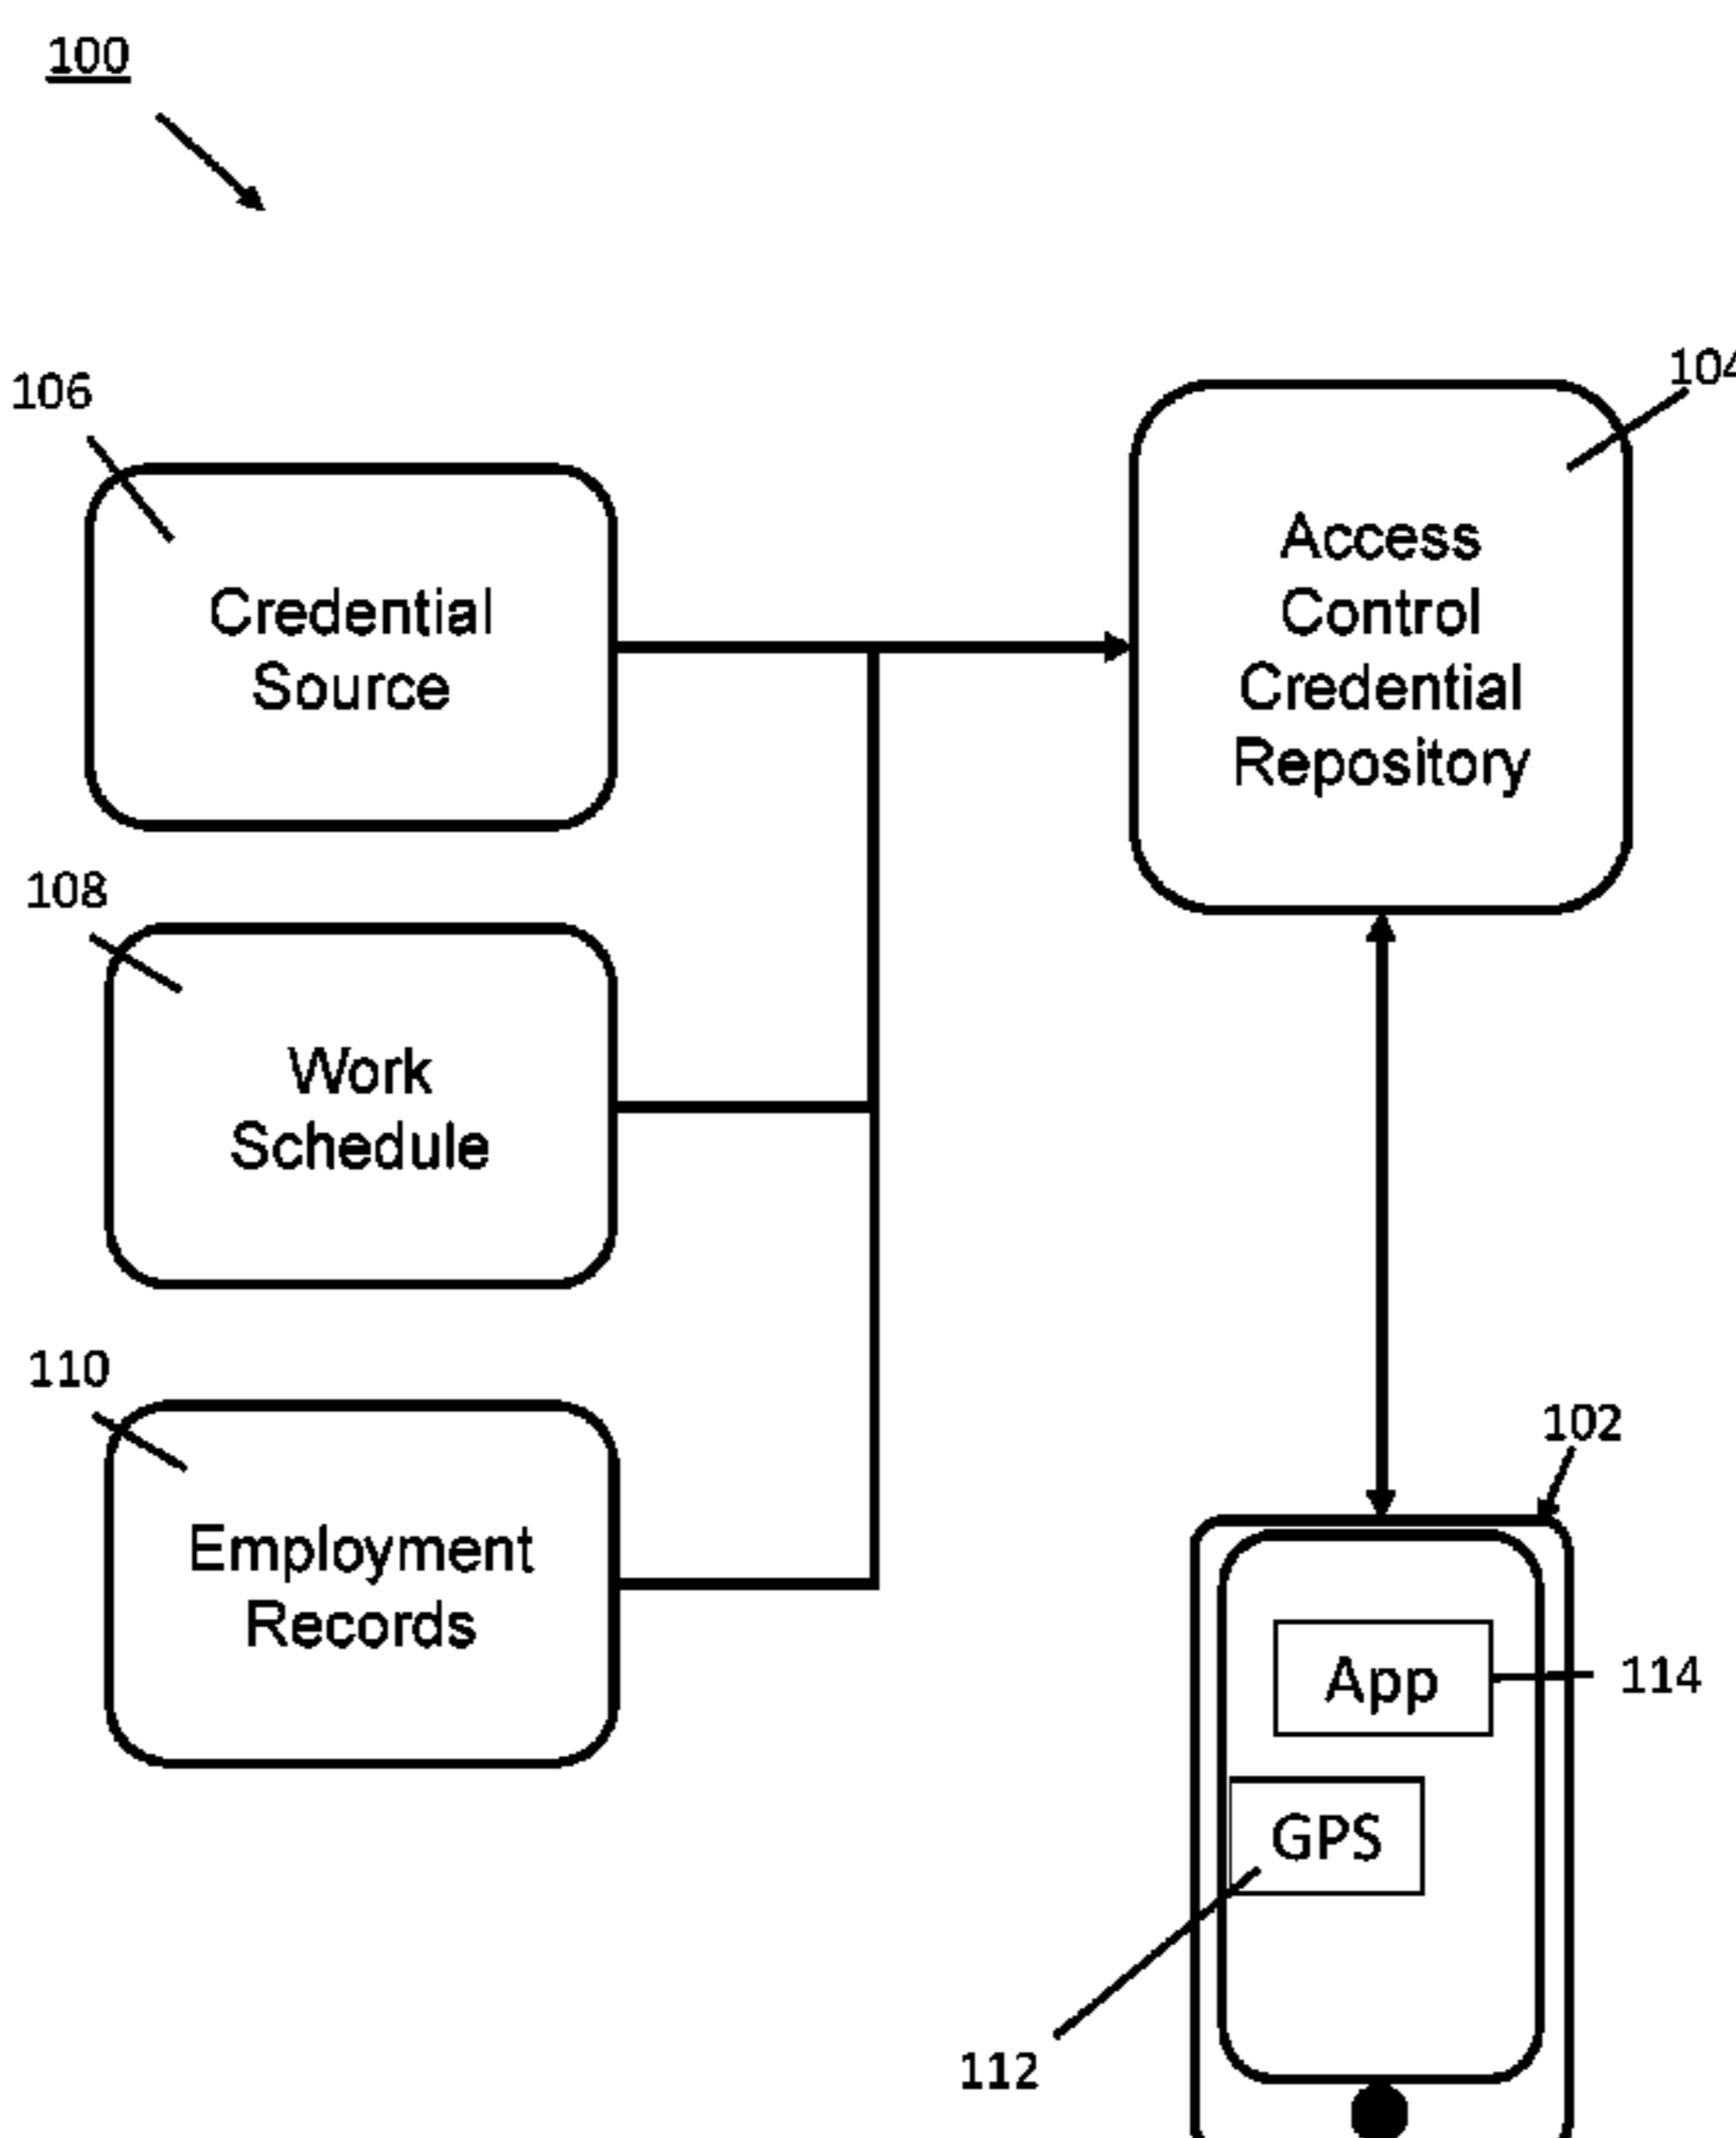 100
106
104
Credential
Source
Access
Control
Credential
Repository
108
Work
Schedule
110
Employment
Records
102
App
114
GPS
112